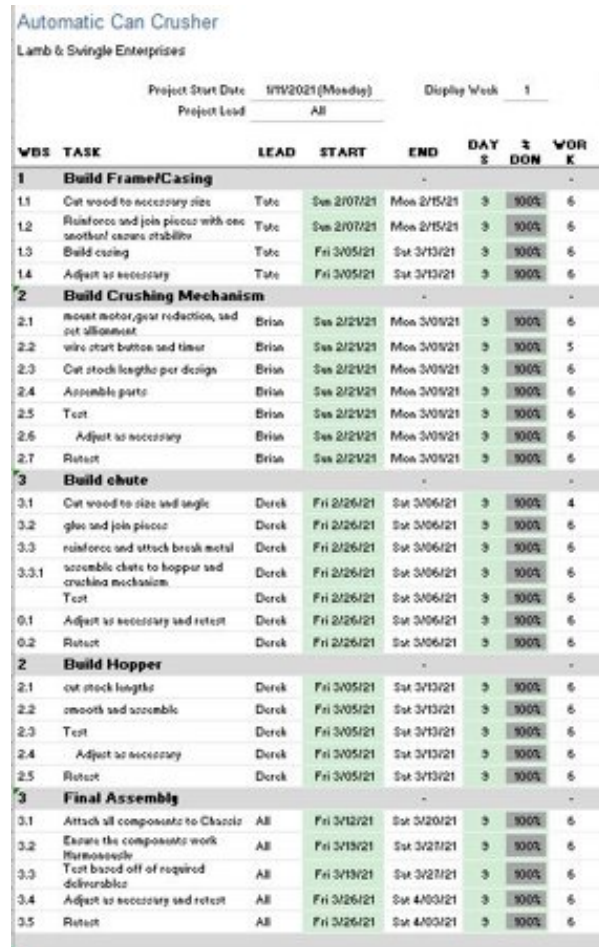 Automatic Can Crusher
Lamb & Swingle Enterprises
Project Start Date 1/11/2021 (Monday) Display Week 1
Project Lead All
WBS TASK LEAD START END DAY S % DON WOR K
1 Build Frame/Casing - -
1.1 Cut wood to necessary size Tate Sun 2/07/21 Mon 2/15/21 9 100% 6
1.2 Reinforce and join pieces with one another/ ensure stability Tate Sun 2/07/21 Mon 2/15/21 9 100% 6
1.3 Build casing Tate Fri 3/05/21 Sat 3/13/21 9 100% 6
1.4 Adjust as necessary Tate Fri 3/05/21 Sat 3/13/21 9 100% 6
2 Build Crushing Mechanism - -
2.1 mount motor,gear reduction, and set allignment Brian Sun 2/21/21 Mon 3/01/21 9 100% 6
2.2 wire start button and timer Brian Sun 2/21/21 Mon 3/01/21 9 100% 5
2.3 Cut stock lengths per design Brian Sun 2/21/21 Mon 3/01/21 9 100% 6
2.4 Assemble parts Brian Sun 2/21/21 Mon 3/01/21 9 100% 6
2.5 Test Brian Sun 2/21/21 Mon 3/01/21 9 100% 6
2.6 Adjust as necessary Brian Sun 2/21/21 Mon 3/01/21 9 100% 6
2.7 Retest Brian Sun 2/21/21 Mon 3/01/21 9 100% 6
3 Build chute - -
3.1 Cut wood to size and angle Derek Fri 2/26/21 Sat 3/06/21 9 100% 4
3.2 glue and join pieces Derek Fri 2/26/21 Sat 3/06/21 9 100% 6
3.3 reinforce and attach break metal Derek Fri 2/26/21 Sat 3/06/21 9 100% 6
3.3.1 assemble chute to hopper and crushing mechanism Derek Fri 2/26/21 Sat 3/06/21 9 100% 6
Test Derek Fri 2/26/21 Sat 3/06/21 9 100% 6
0.1 Adjust as necessary and retest Derek Fri 2/26/21 Sat 3/06/21 9 100% 6
0.2 Retest Derek Fri 2/26/21 Sat 3/06/21 9 100% 6
2 Build Hopper - -
2.1 cut stock lengths Derek Fri 3/05/21 Sat 3/13/21 9 100% 6
2.2 smooth and assemble Derek Fri 3/05/21 Sat 3/13/21 9 100% 6
2.3 Test Derek Fri 3/05/21 Sat 3/13/21 9 100% 6
2.4 Adjust as necessary Derek Fri 3/05/21 Sat 3/13/21 9 100% 6
2.5 Retest Derek Fri 3/05/21 Sat 3/13/21 9 100% 6
3 Final Assembly - -
3.1 Attach all components to Chassis All Fri 3/12/21 Sat 3/20/21 9 100% 6
3.2 Ensure the components work Harmonously All Fri 3/19/21 Sat 3/27/21 9 100% 6
3.3 Test based off of required deliverables All Fri 3/19/21 Sat 3/27/21 9 100% 6
3.4 Adjust as necessary and retest All Fri 3/26/21 Sat 4/03/21 9 100% 6
3.5 Retest All Fri 3/26/21 Sat 4/03/21 9 100% 6